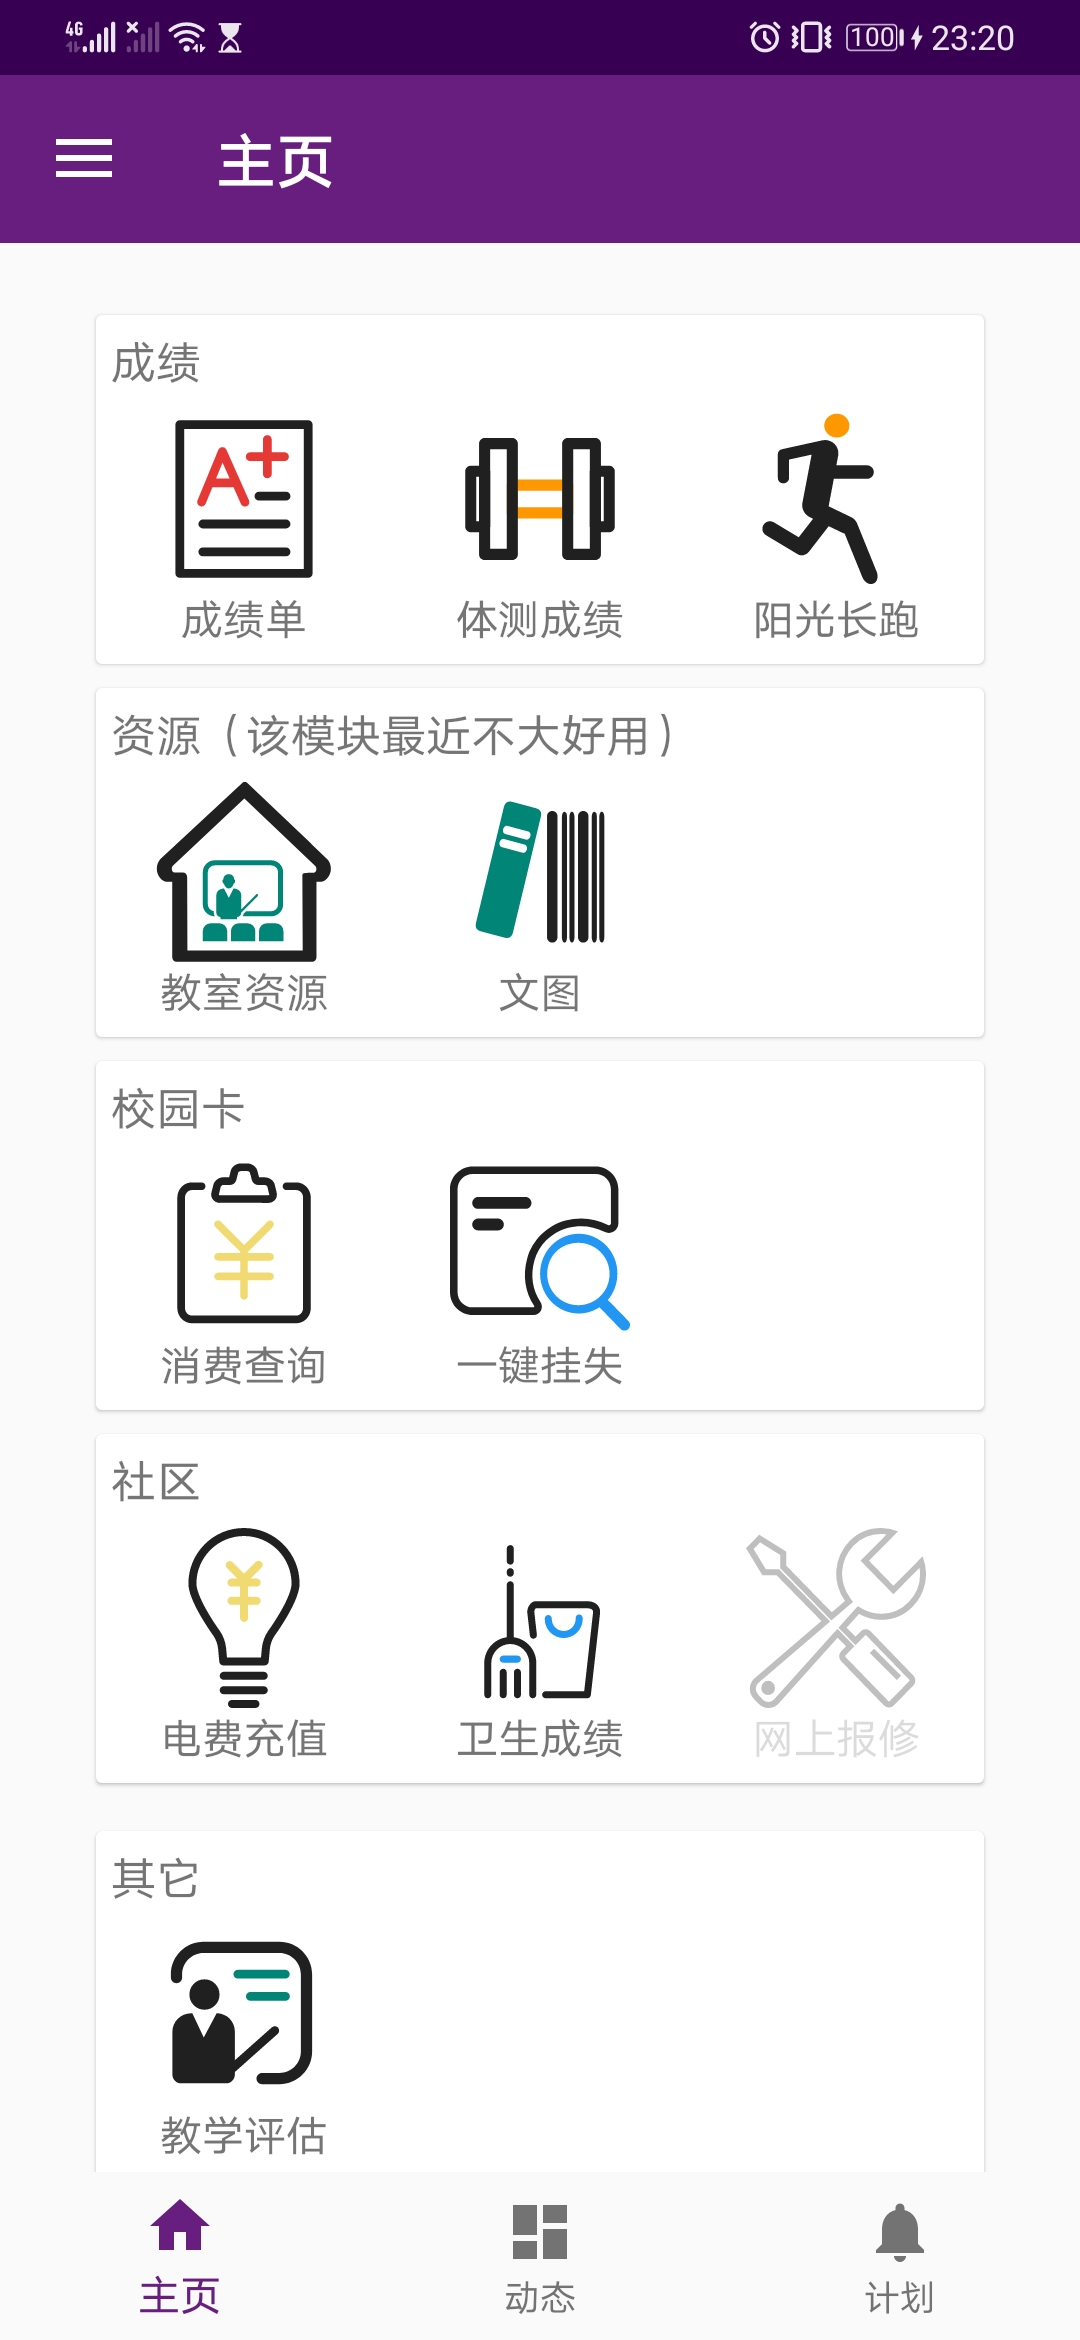 4G 100 23:20
主页
成绩
A+
成绩单 体测成绩 阳光长跑
资源（该模块最近不大好用）
教室资源 文图
校园卡
¥
消费查询 一键挂失
社区
¥
电费充值 卫生成绩 网上报修
其它
教学评估
主页 动态 计划